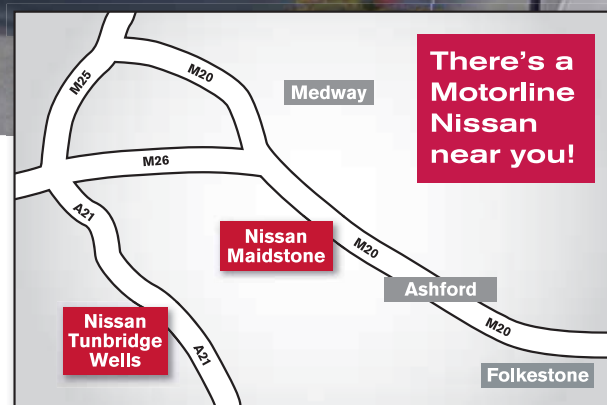 There's a
Motorline
Nissan
near you!
M25
M20
Medway
M26
A21
Nissan
Maidstone
M20
Ashford
Nissan
Tunbridge
Wells
A21
M20
Folkestone